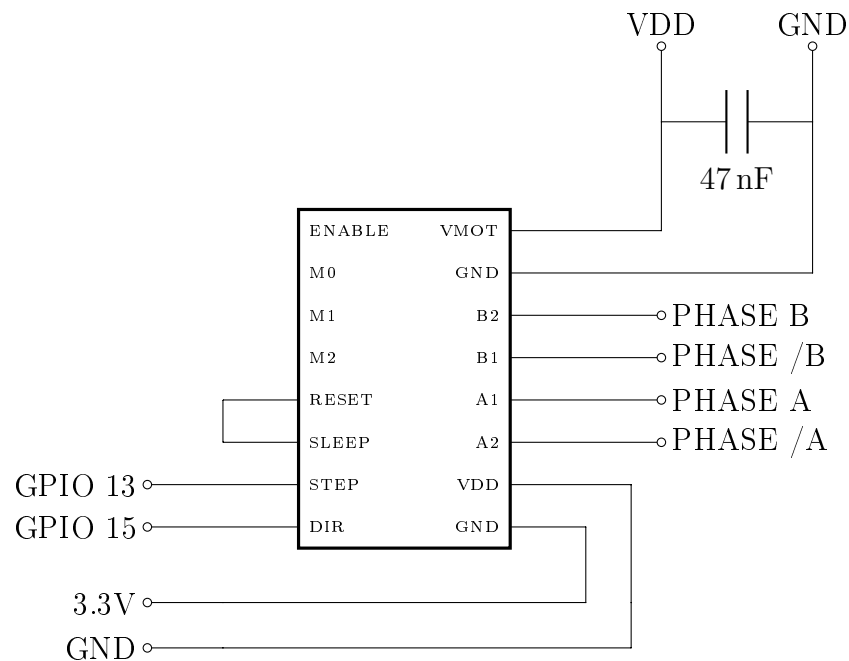 VDD GND
47 nF
ENABLE VMOT
M0 GND
M1 B2 PHASE B
M2 B1 PHASE /B
RESET A1 PHASE A
SLEEP A2 PHASE /A
GPIO 13 STEP VDD
GPIO 15 DIR GND
3.3V
GND